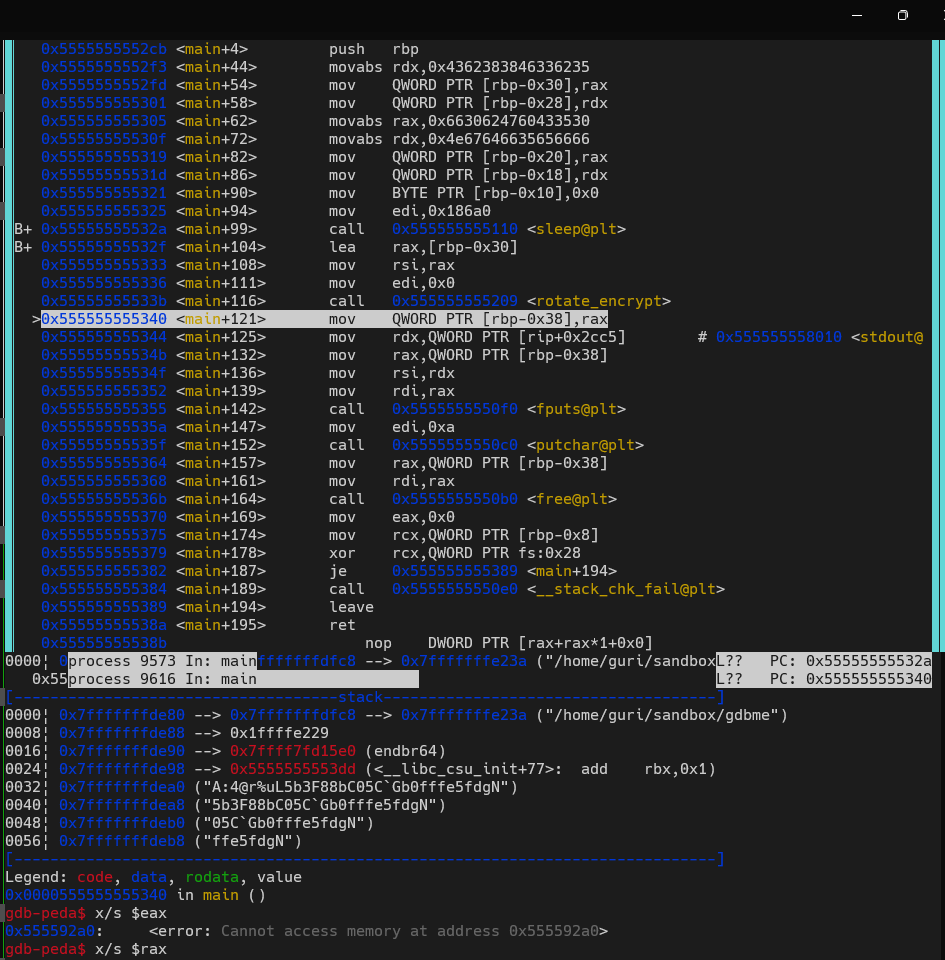 0x5555555552cb <main+4> push rbp
0x5555555552f3 <main+44> movabs rdx,0x4362383846336235
0x5555555552fd <main+54> mov QWORD PTR [rbp-0x30],rax
0x555555555301 <main+58> mov QWORD PTR [rbp-0x28],rdx
0x555555555305 <main+62> movabs rax,0x6630624760433530
0x55555555530f <main+72> movabs rdx,0x4e67646635656666
0x555555555319 <main+82> mov QWORD PTR [rbp-0x20],rax
0x55555555531d <main+86> mov QWORD PTR [rbp-0x18],rdx
0x555555555321 <main+90> mov BYTE PTR [rbp-0x10],0x0
0x555555555325 <main+94> mov edi,0x186a0
B+ 0x55555555532a <main+99> call 0x555555555110 <sleep@plt>
B+ 0x55555555532f <main+104> lea rax,[rbp-0x30]
0x555555555333 <main+108> mov rsi,rax
0x555555555336 <main+111> mov edi,0x0
0x55555555533b <main+116> call 0x555555555209 <rotate_encrypt>
>0x555555555340 <main+121> mov QWORD PTR [rbp-0x38],rax
0x555555555344 <main+125> mov rdx,QWORD PTR [rip+0x2cc5] # 0x555555558010 <stdout@
0x55555555534b <main+132> mov rax,QWORD PTR [rbp-0x38]
0x55555555534f <main+136> mov rsi,rdx
0x555555555352 <main+139> mov rdi,rax
0x555555555355 <main+142> call 0x5555555550f0 <fputs@plt>
0x55555555535a <main+147> mov edi,0xa
0x55555555535f <main+152> call 0x5555555550c0 <putchar@plt>
0x555555555364 <main+157> mov rax,QWORD PTR [rbp-0x38]
0x555555555368 <main+161> mov rdi,rax
0x55555555536b <main+164> call 0x5555555550b0 <free@plt>
0x555555555370 <main+169> mov eax,0x0
0x555555555375 <main+174> mov rcx,QWORD PTR [rbp-0x8]
0x555555555379 <main+178> xor rcx,QWORD PTR fs:0x28
0x555555555382 <main+187> je 0x555555555389 <main+194>
0x555555555384 <main+189> call 0x5555555550e0 <__stack_chk_fail@plt>
0x555555555389 <main+194> leave
0x55555555538a <main+195> ret
0x55555555538b nop DWORD PTR [rax+rax*1+0x0]
0000¦ 0process 9573 In: mainfffffffdfc8 --> 0x7fffffffe23a ("/home/guri/sandboxL?? PC: 0x55555555532a
0x55process 9616 In: main L?? PC: 0x555555555340
[------------------------------------stack-------------------------------------]
0000¦ 0x7fffffffde80 --> 0x7fffffffdfc8 --> 0x7fffffffe23a ("/home/guri/sandbox/gdbme")
0008¦ 0x7fffffffde88 --> 0x1ffffe229
0016¦ 0x7fffffffde90 --> 0x7ffff7fd15e0 (endbr64)
0024¦ 0x7fffffffde98 --> 0x5555555553dd (<__libc_csu_init+77>: add rbx,0x1)
0032¦ 0x7fffffffdea0 ("A:4@r%uL5b3F88bC05C`Gb0fffe5fdgN")
0040¦ 0x7fffffffdea8 ("5b3F88bC05C`Gb0fffe5fdgN")
0048¦ 0x7fffffffdeb0 ("05C`Gb0fffe5fdgN")
0056¦ 0x7fffffffdeb8 ("ffe5fdgN")
[------------------------------------------------------------------------------]
Legend: code, data, rodata, value
0x0000555555555340 in main ()
gdb-peda$ x/s $eax
0x555592a0: <error: Cannot access memory at address 0x555592a0>
gdb-peda$ x/s $rax